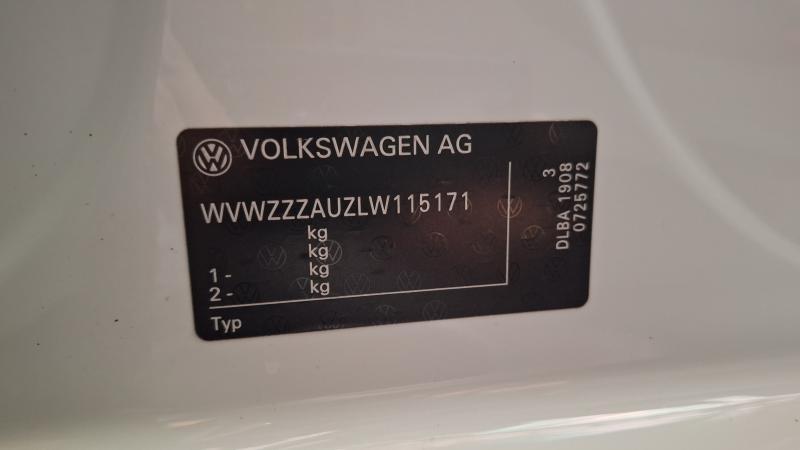 VOLKSWAGEN AG
WVWZZZAUZLW115171
kg
kg
1 - kg
2 - kg
Typ
3
DLBA 1908
0725772